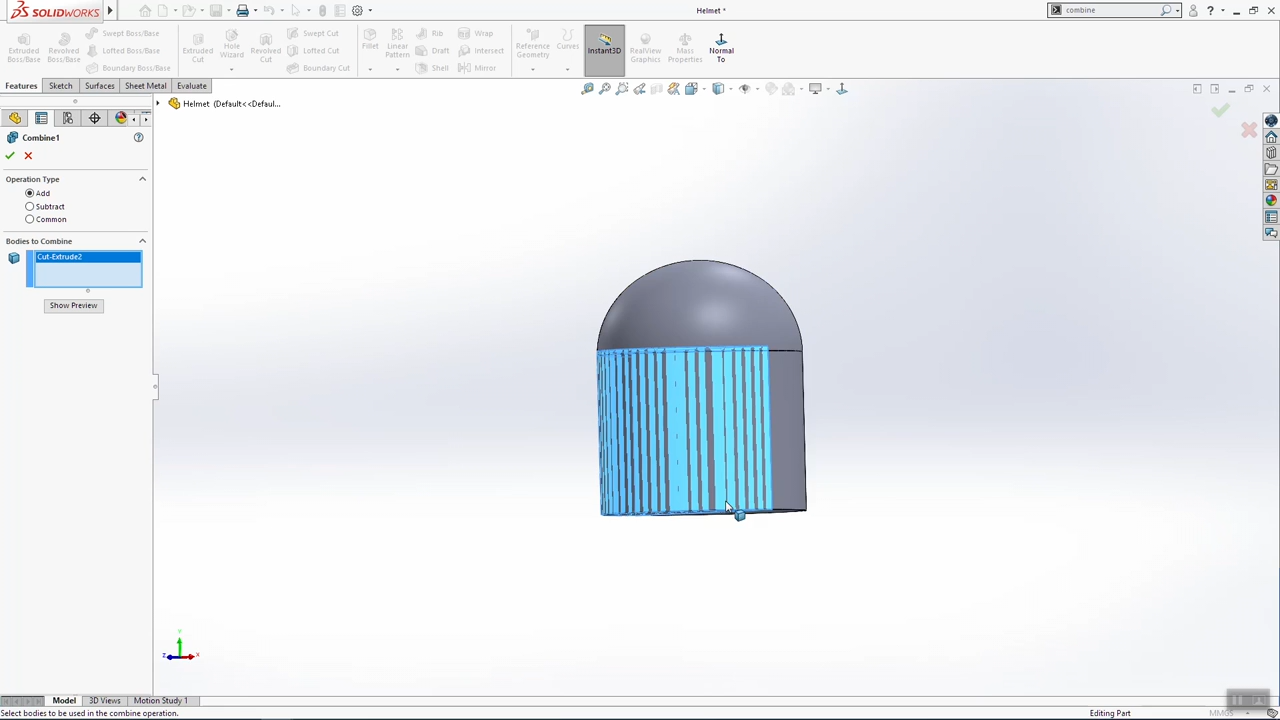 SOLIDWORKS
Helmet *
combine
Extruded Boss/Base
Revolved Boss/Base
Swept Boss/Base
Lofted Boss/Base
Boundary Boss/Base
Extruded Cut
Hole Wizard
Revolved Cut
Swept Cut
Lofted Cut
Boundary Cut
Fillet
Linear Pattern
Rib
Draft
Shell
Wrap
Intersect
Mirror
Reference Geometry
Curves
Instant3D
RealView Graphics
Mass Properties
Normal To
Features
Sketch
Surfaces
Sheet Metal
Evaluate
Helmet (Default<<Defaul...
Combine1
Operation Type
Add
Subtract
Common
Bodies to Combine
Cut-Extrude2
Show Preview
Y
Z
X
Model
3D Views
Motion Study 1
Select bodies to be used in the combine operation.
Editing Part
MMGS